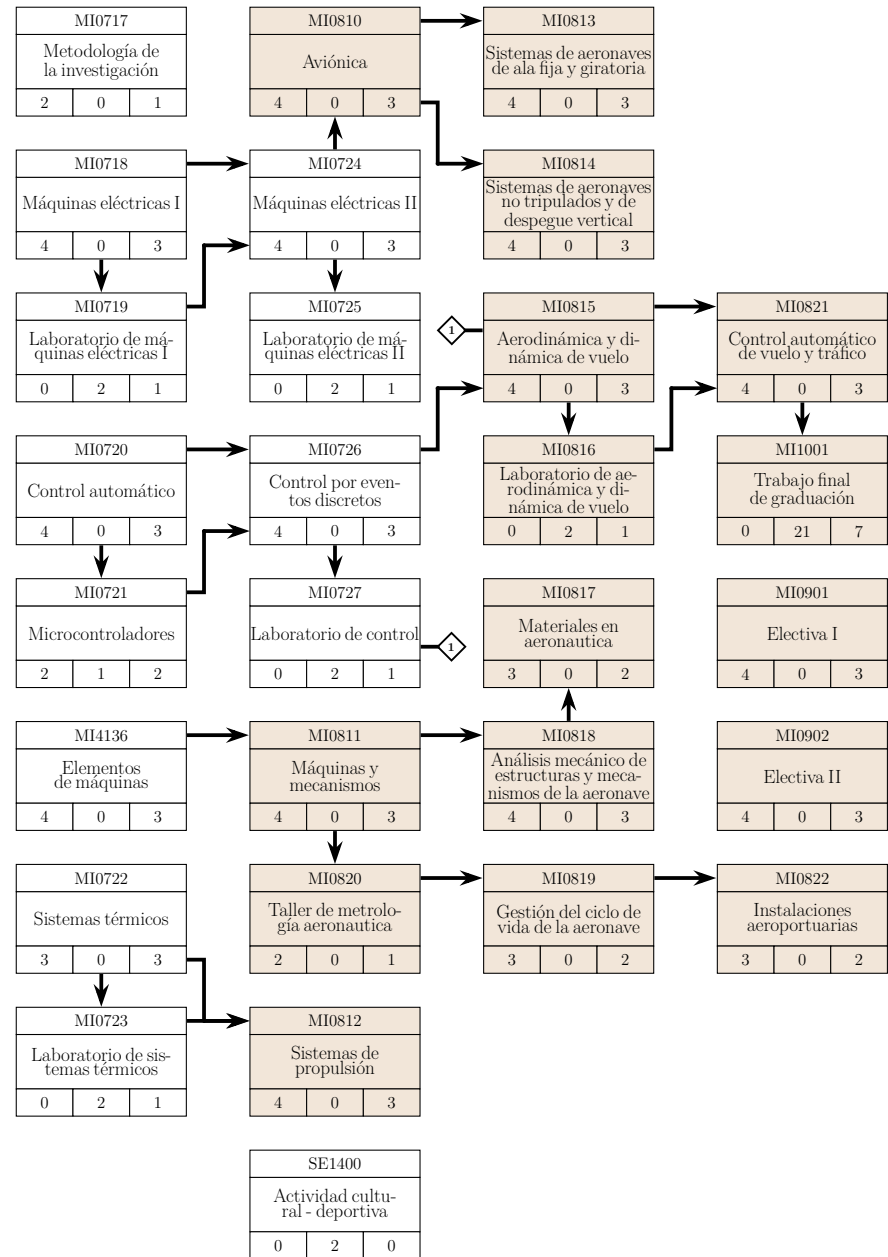 MI0717
Metodología de
la investigación
2 0 1
MI0718
Máquinas eléctricas I
4 0 3
MI0719
Laboratorio de má-
quinas eléctricas I
0 2 1
MI0720
Control automático
4 0 3
MI0721
Microcontroladores
2 1 2
MI4136
Elementos
de máquinas
4 0 3
MI0722
Sistemas térmicos
3 0 3
MI0723
Laboratorio de sis-
temas térmicos
0 2 1
MI0810
Aviónica
4 0 3
MI0724
Máquinas eléctricas II
4 0 3
MI0725
Laboratorio de má-
quinas eléctricas II
0 2 1
MI0726
Control por even-
tos discretos
4 0 3
MI0727
Laboratorio de control
0 2 1
1
MI0811
Máquinas y
mecanismos
4 0 3
MI0820
Taller de metrolo-
gía aeronautica
2 0 1
MI0812
Sistemas de
propulsión
4 0 3
SE1400
Actividad cultu-
ral - deportiva
0 2 0
MI0813
Sistemas de aeronaves
de ala fija y giratoria
4 0 3
MI0814
Sistemas de aeronaves
no tripulados y de
despegue vertical
4 0 3
1
MI0815
Aerodinámica y di-
námica de vuelo
4 0 3
MI0816
Laboratorio de ae-
rodinámica y di-
námica de vuelo
0 2 1
MI0817
Materiales en
aeronautica
3 0 2
MI0818
Análisis mecánico de
estructuras y meca-
nismos de la aeronave
4 0 3
MI0819
Gestión del ciclo de
vida de la aeronave
3 0 2
MI0821
Control automático
de vuelo y tráfico
4 0 3
MI1001
Trabajo final
de graduación
0 21 7
MI0901
Electiva I
4 0 3
MI0902
Electiva II
4 0 3
MI0822
Instalaciones
aeroportuarias
3 0 2